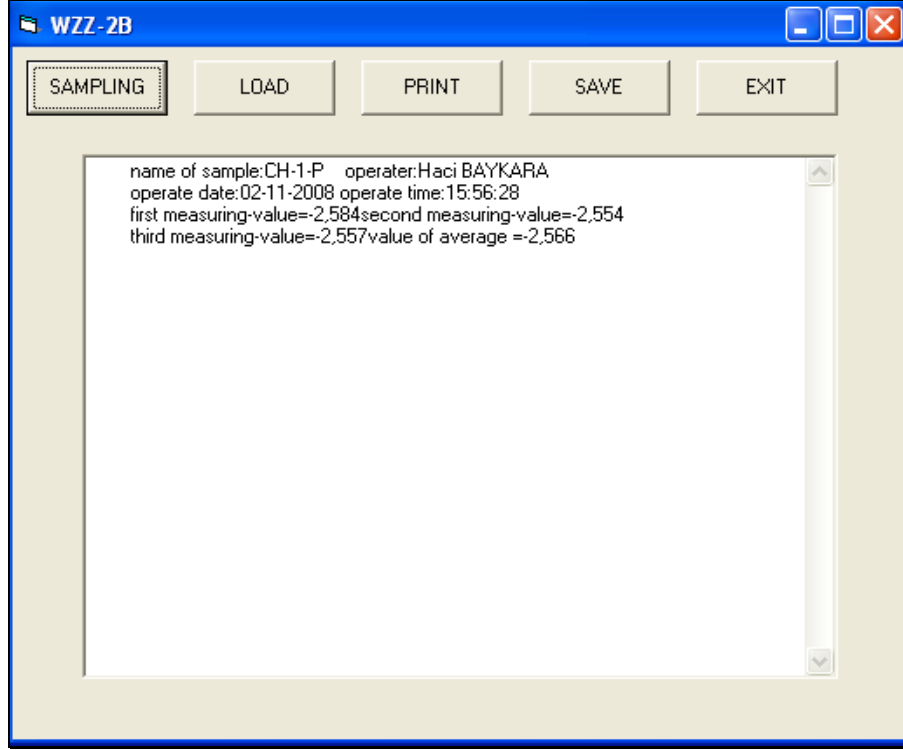 WZZ-2B
SAMPLING LOAD PRINT SAVE EXIT
name of sample:CH-1-P operater:Haci BAYKARA
operate date:02-11-2008 operate time:15:56:28
first measuring-value=-2,584second measuring-value=-2,554
third measuring-value=-2,557value of average =-2,566